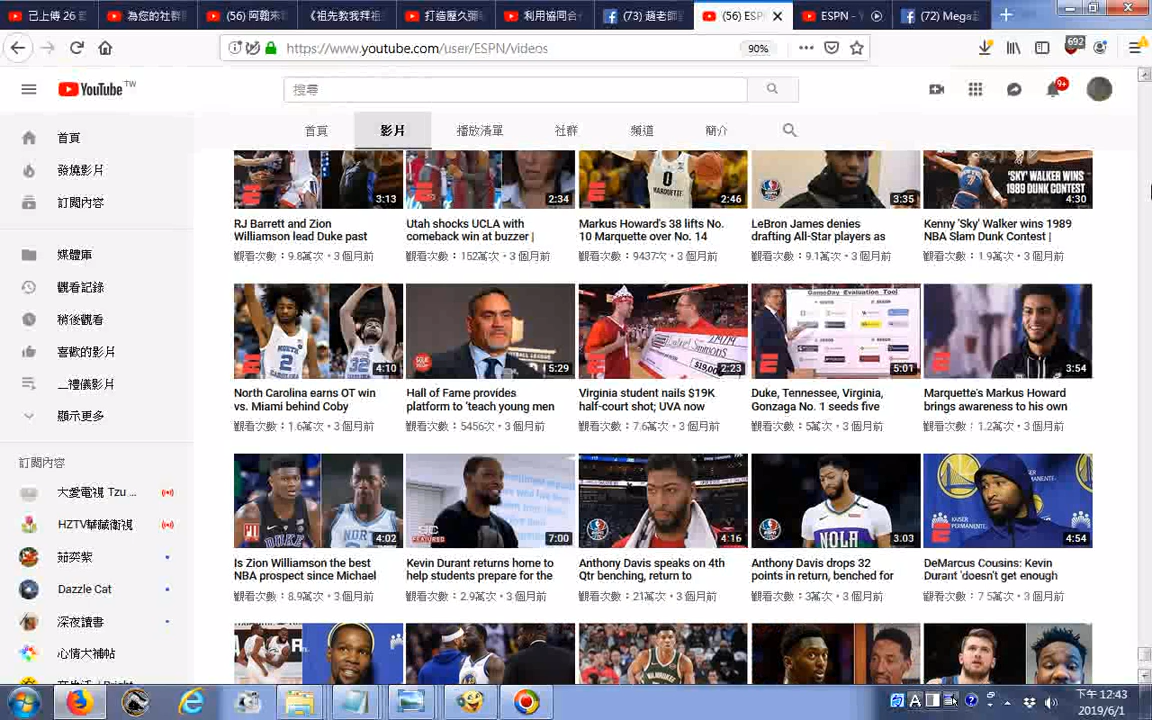 己上傳 26
為您的社群
(56) 阿翰來
《祖先教我拜祖
打造壓久彌
利用協同合
(73) 趙老師
(56) ESP
ESPN -
(72) Mega
https://www.youtube.com/user/ESPN/videos
90%
692
YouTube TW
搜尋
9+
首頁
影片
播放清單
社群
頻道
簡介
首頁
發燒影片
訂閱內容
媒體庫
觀看記錄
稍後觀看
喜歡的影片
二禮儀影片
顯示更多
訂閱內容
大愛電視 Tzu ...
HZTV華藏衛視
茹奕紫
Dazzle Cat
深夜讀書
心情大補帖
3:13
2:34
0
MARQUETTE
2:46
3:35
'SKY' WALKER WINS
1989 DUNK CONTEST
4:30
RJ Barrett and Zion
Williamson lead Duke past
觀看次數：9.8萬次 • 3 個月前
Utah shocks UCLA with
comeback win at buzzer |
觀看次數：152萬次 • 3 個月前
Markus Howard's 38 lifts No.
10 Marquette over No. 14
觀看次數：9437次 • 3 個月前
LeBron James denies
drafting All-Star players as
觀看次數：9.1萬次 • 3 個月前
Kenny 'Sky' Walker wins 1989
NBA Slam Dunk Contest |
觀看次數：1.9萬次 • 3 個月前
2
32
4:10
5:29
$19,00
2:23
GameDay Evaluation Tool
5:01
3:54
North Carolina earns OT win
vs. Miami behind Coby
觀看次數：1.6萬次 • 3 個月前
Hall of Fame provides
platform to 'teach young men
觀看次數：5456次 • 3 個月前
Virginia student nails $19K
half-court shot; UVA now
觀看次數：7.6萬次 • 3 個月前
Duke, Tennessee, Virginia,
Gonzaga No. 1 seeds five
觀看次數：5萬次 • 3 個月前
Marquette's Markus Howard
brings awareness to his own
觀看次數：1.2萬次 • 3 個月前
DUKE
4:02
FEATURED
7:00
4:16
NOLA
3:03
KAISER PERMANENTE
4:54
Is Zion Williamson the best
NBA prospect since Michael
觀看次數：8.9萬次 • 3 個月前
Kevin Durant returns home to
help students prepare for the
觀看次數：2.9萬次 • 3 個月前
Anthony Davis speaks on 4th
Qtr benching, return to
觀看次數：21萬次 • 3 個月前
Anthony Davis drops 32
points in return, benched for
觀看次數：3萬次 • 3 個月前
DeMarcus Cousins: Kevin
Durant 'doesn't get enough
觀看次數：7.5萬次 • 3 個月前
下午 12:43
2019/6/1